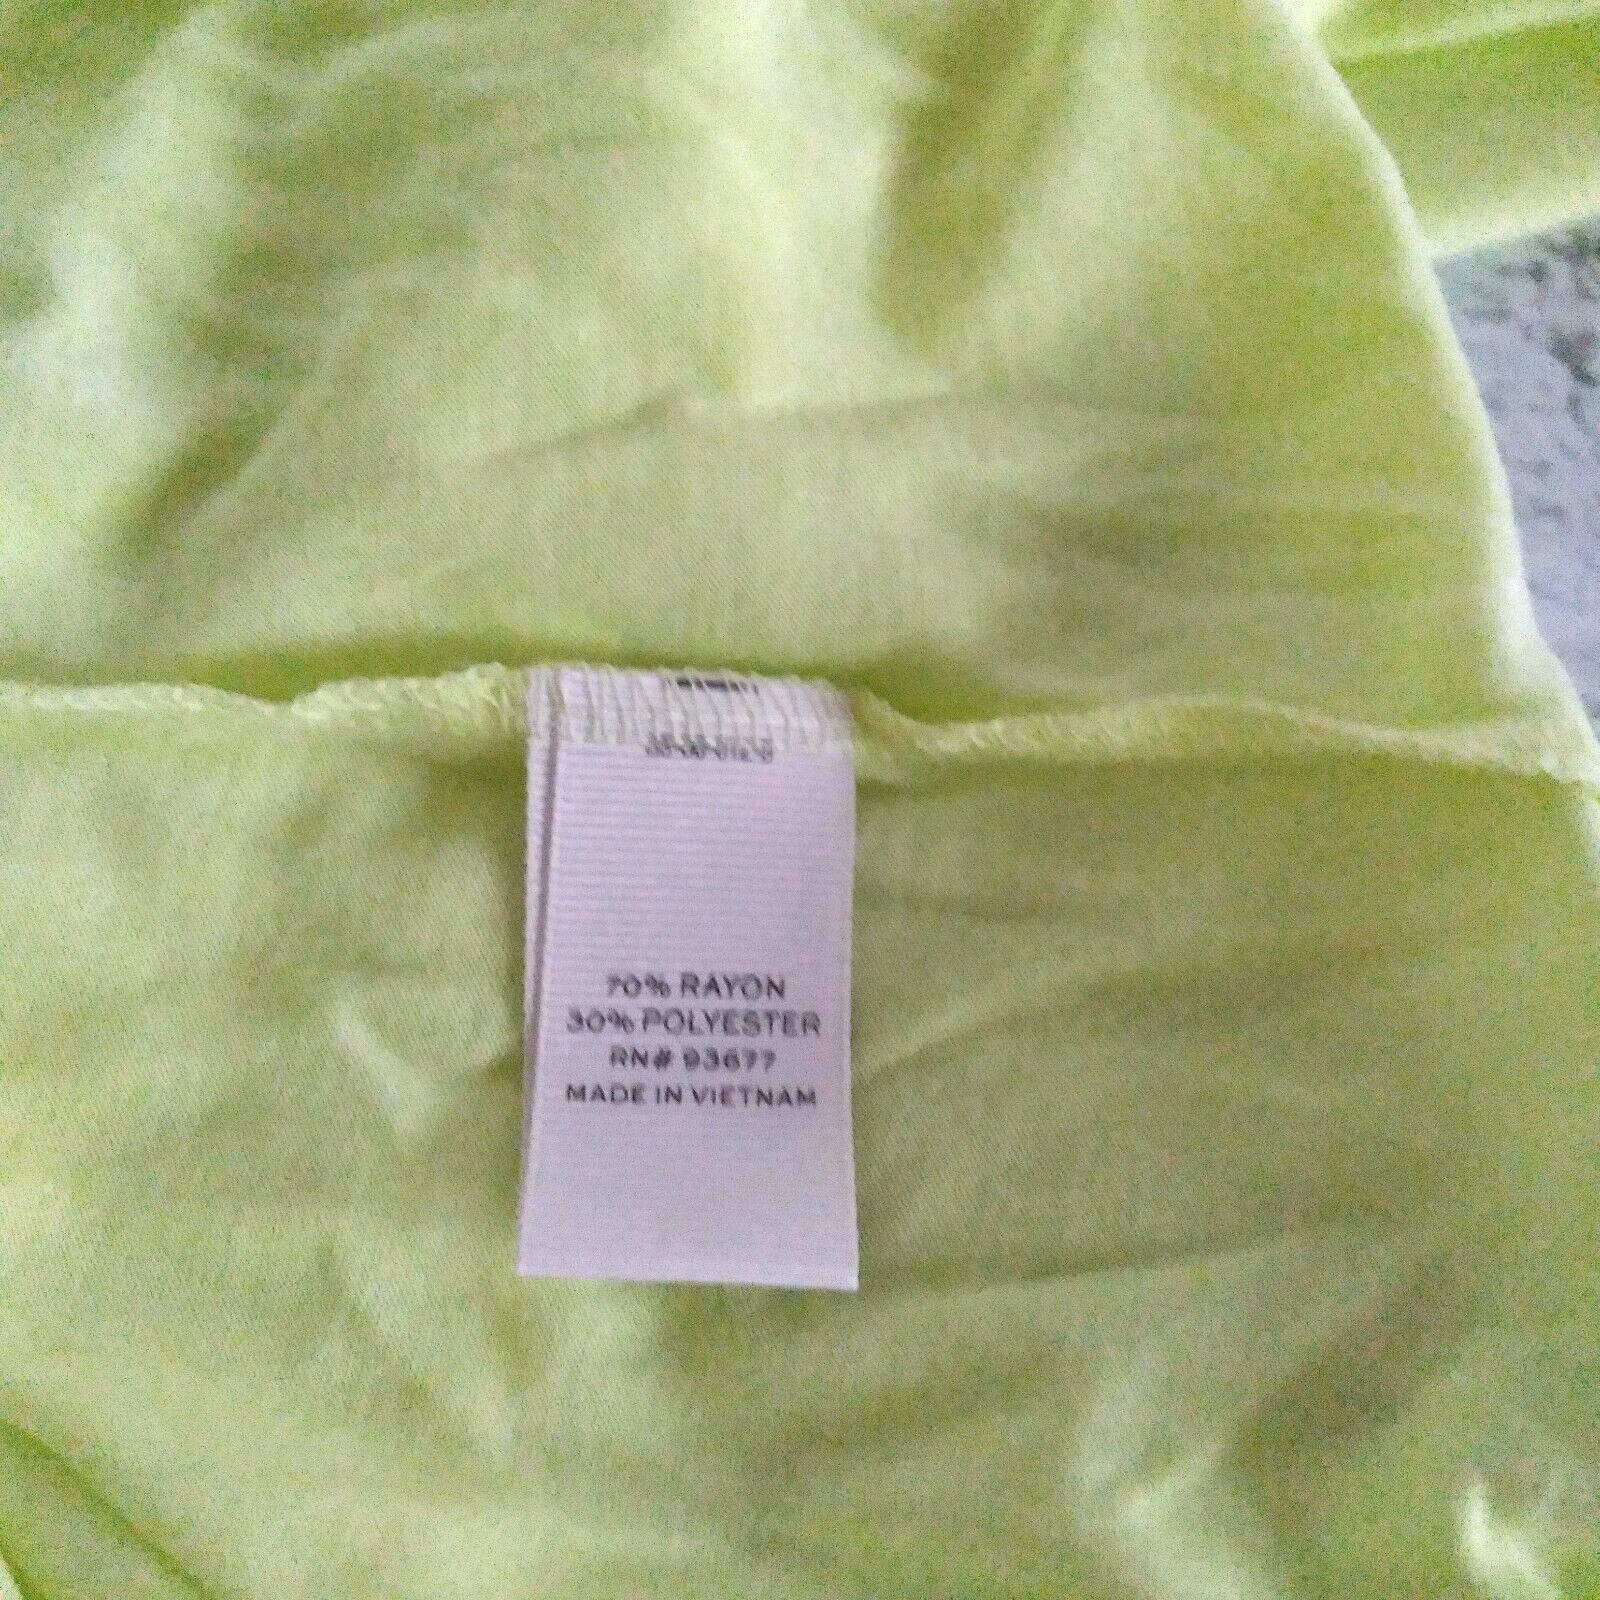 70% RAYON
30% POLYESTER
RN# 93677
MADE IN VIETNAM